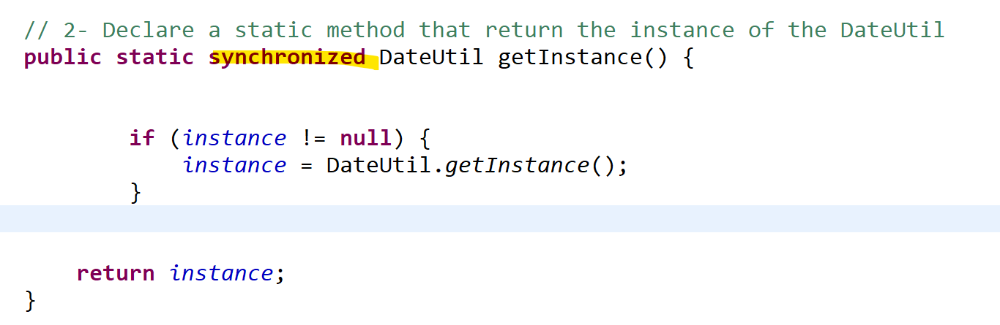 // 2- Declare a static method that return the instance of the DateUtil
public static synchronized DateUtil getInstance() {
if (instance != null) {
instance = DateUtil.getInstance();
}
return instance;
}